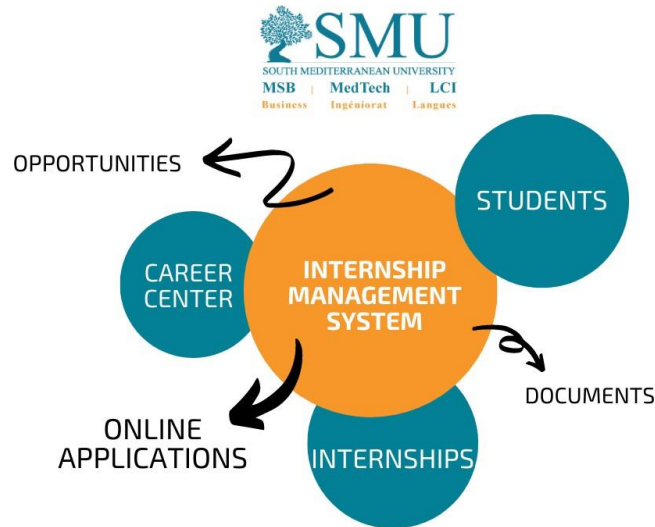 SMU
SOUTH MEDITERRANEAN UNIVERSITY
MSB | MedTech | LCI
Business Ingéniorat Langues
OPPORTUNITIES
STUDENTS
CAREER
CENTER
INTERNSHIP
MANAGEMENT
SYSTEM
DOCUMENTS
ONLINE
APPLICATIONS
INTERNSHIPS